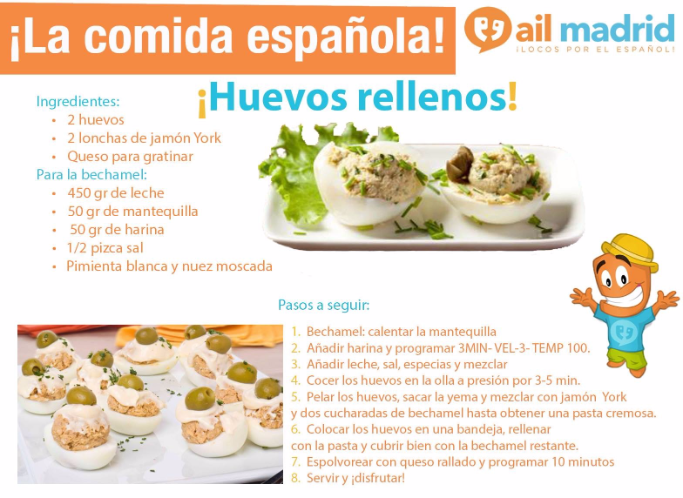 ¡La comida española!
ail madrid
¡LOCOS POR EL ESPAÑOL!
¡Huevos rellenos!
Ingredientes:
• 2 huevos
• 2 lonchas de jamón York
• Queso para gratinar
Para la bechamel:
• 450 gr de leche
• 50 gr de mantequilla
• 50 gr de harina
• 1/2 pizca sal
• Pimienta blanca y nuez moscada
Pasos a seguir:
1. Bechamel: calentar la mantequilla
2. Añadir harina y programar 3MIN- VEL-3- TEMP 100.
3. Añadir leche, sal, especias y mezclar
4. Cocer los huevos en la olla a presión por 3-5 min.
5. Pelar los huevos, sacar la yema y mezclar con jamón York
y dos cucharadas de bechamel hasta obtener una pasta cremosa.
6. Colocar los huevos en una bandeja, rellenar
con la pasta y cubrir bien con la bechamel restante.
7. Espolvorear con queso rallado y programar 10 minutos
8. Servir y ¡disfrutar!